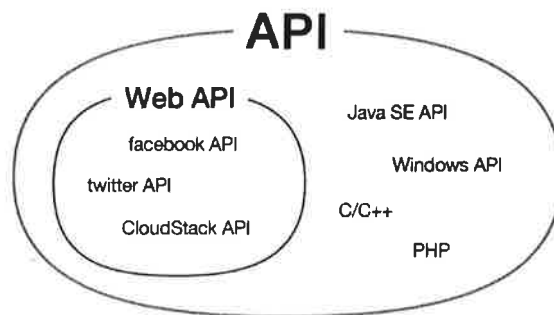 API
Web API
facebook API
twitter API
CloudStack API
Java SE API
Windows API
C/C++
PHP